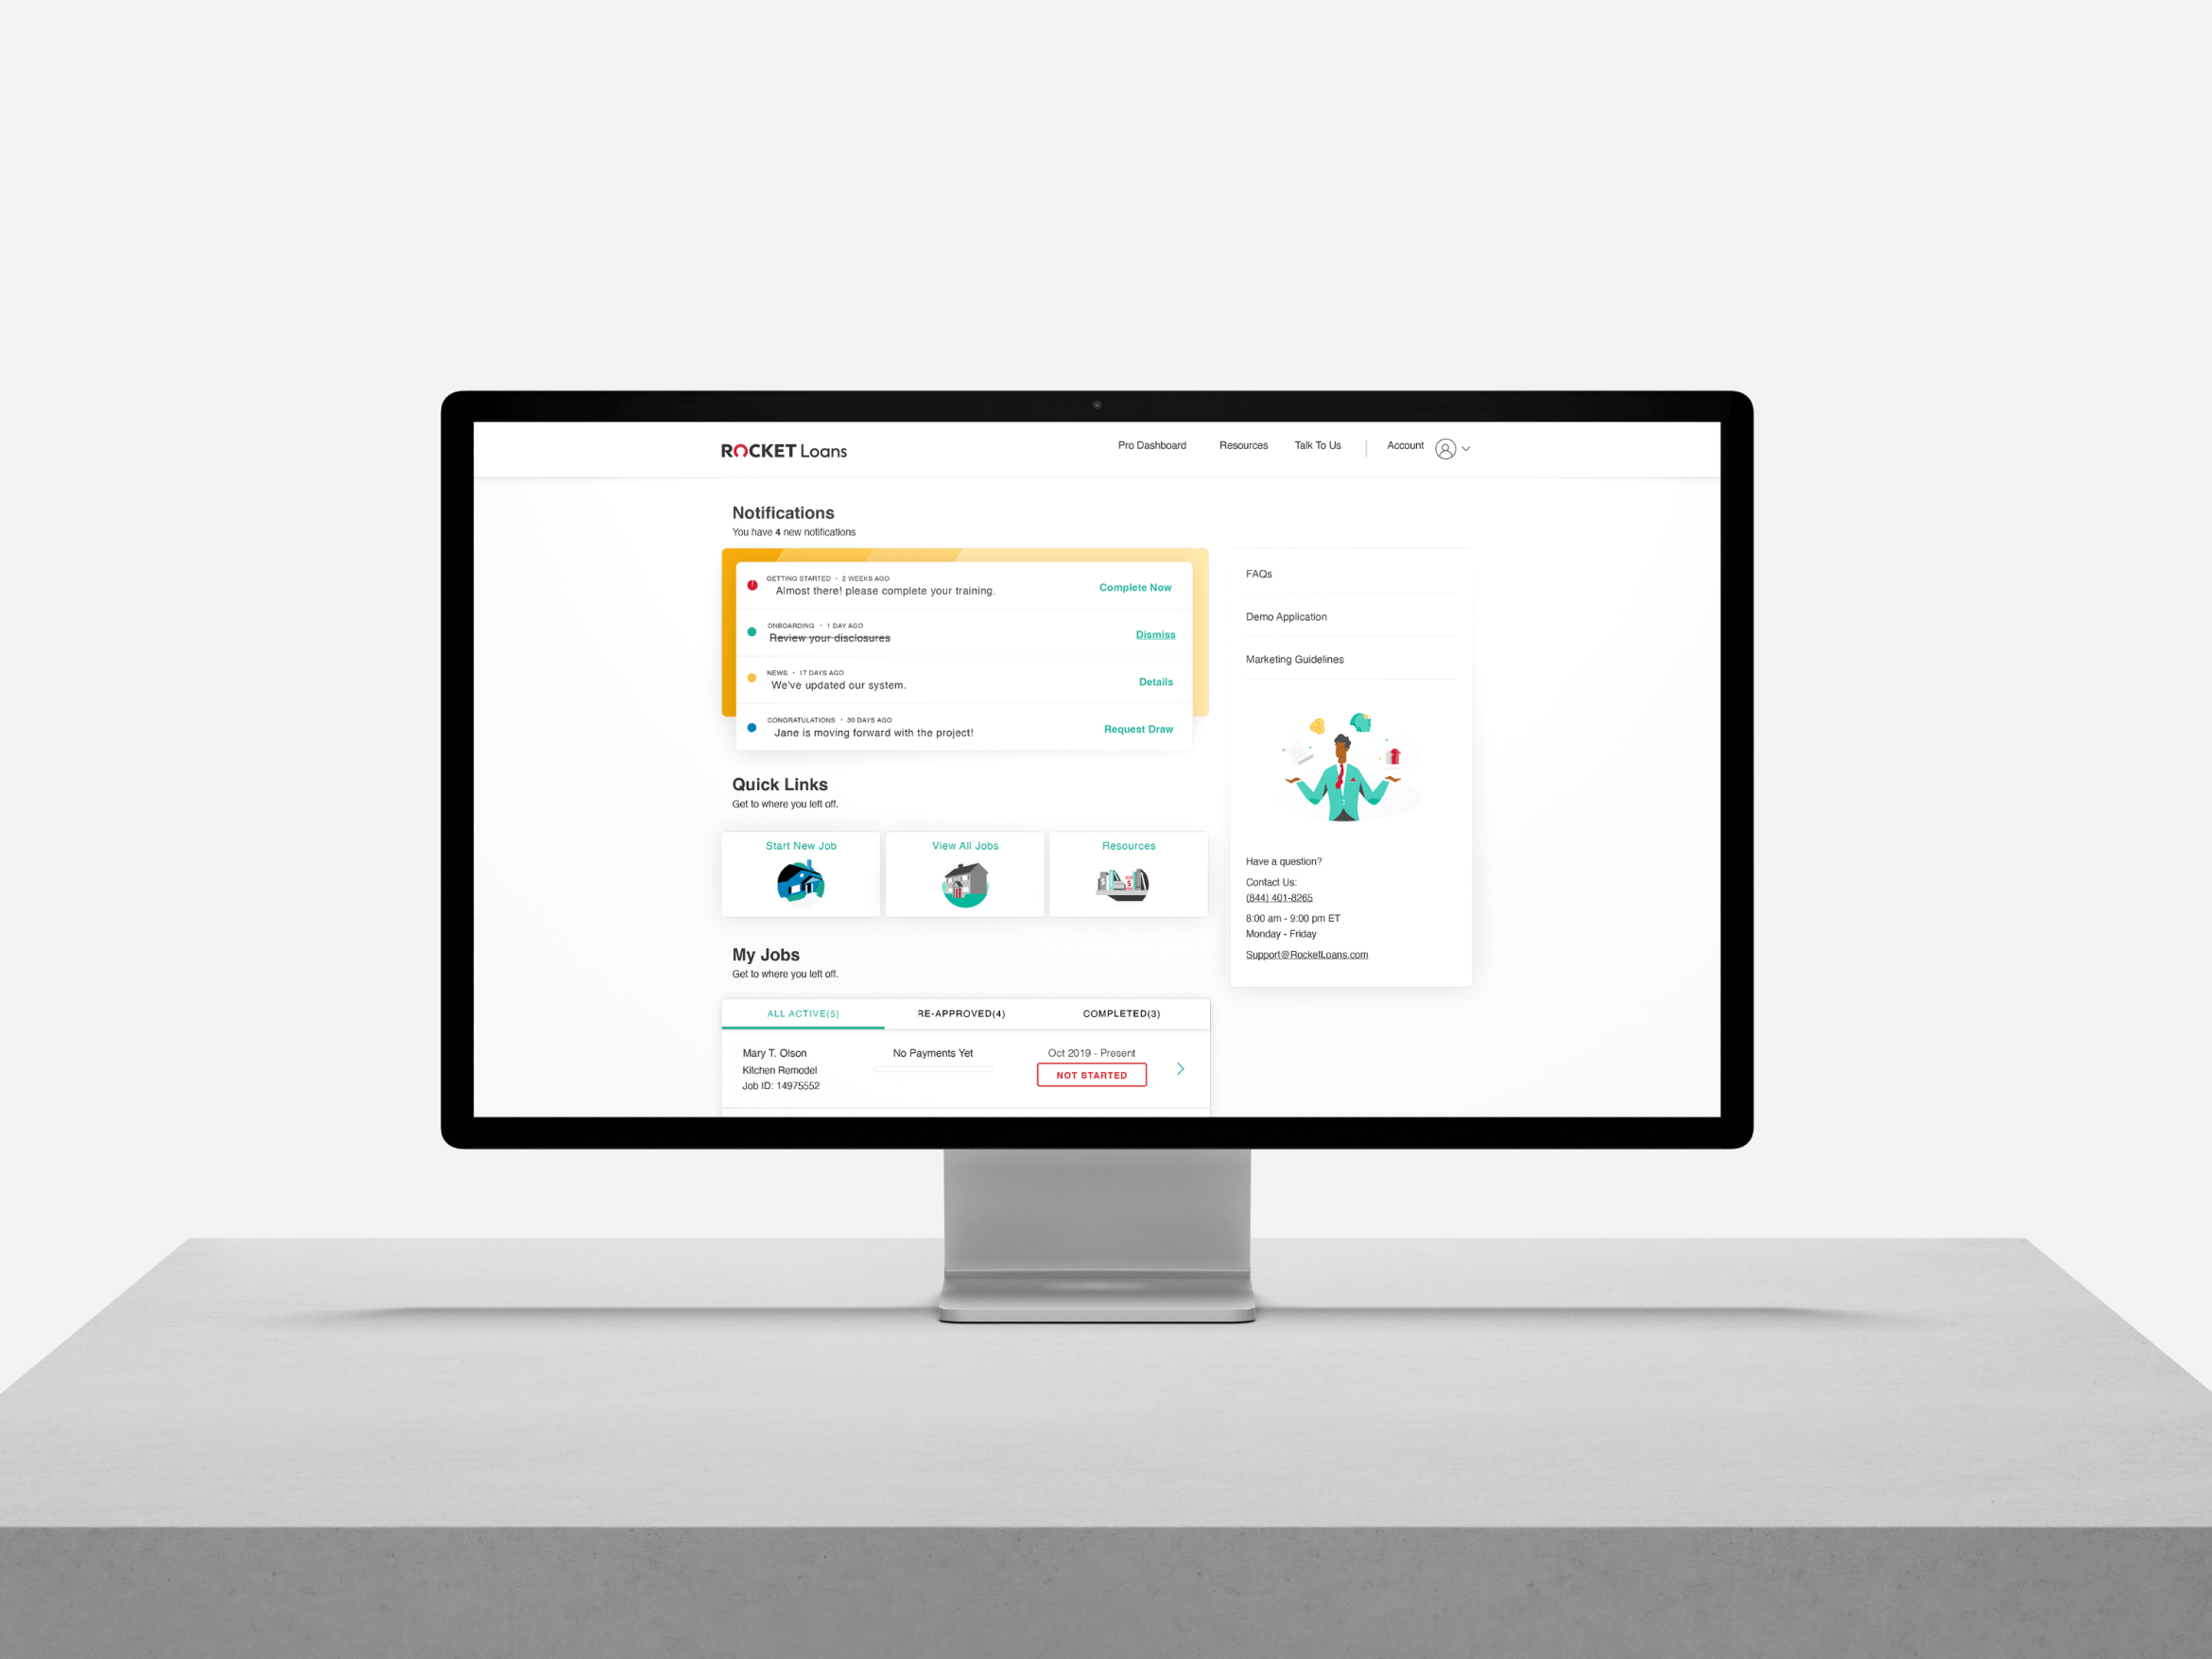 ROCKET Loans
Pro Dashboard
Resources
Talk To Us
Account
Notifications
You have 4 new notifications
GETTING STARTED • 2 WEEKS AGO
Almost there! please complete your training.
Complete Now
ONBOARDING • 1 DAY AGO
Review your disclosures
Dismiss
NEWS • 17 DAYS AGO
We've updated our system.
Details
CONGRATULATIONS • 30 DAYS AGO
Jane is moving forward with the project!
Request Draw
Quick Links
Get to where you left off.
Start New Job
View All Jobs
Resources
My Jobs
Get to where you left off.
ALL ACTIVE(5)
RE-APPROVED(4)
COMPLETED(3)
Mary T. Olson
Kitchen Remodel
Job ID: 14975552
No Payments Yet
Oct 2019 - Present
NOT STARTED
FAQs
Demo Application
Marketing Guidelines
Have a question?
Contact Us:
(844) 401-8265
8:00 am - 9:00 pm ET
Monday - Friday
Support@RocketLoans.com